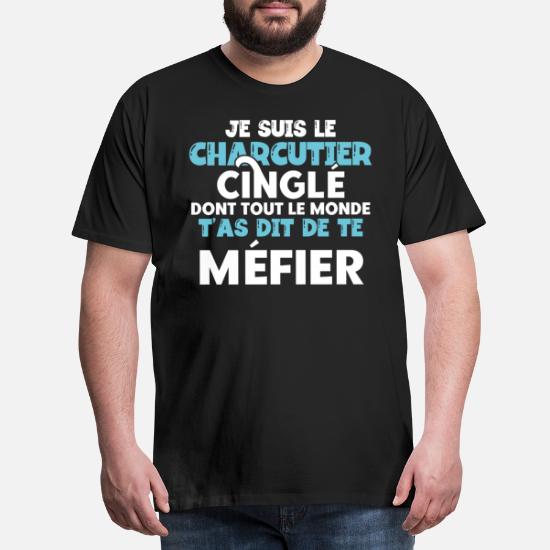 JE SUIS LE
CHARCUTIER
CINGLÉ
DONT TOUT LE MONDE
T'AS DIT DE TE
MÉFIER